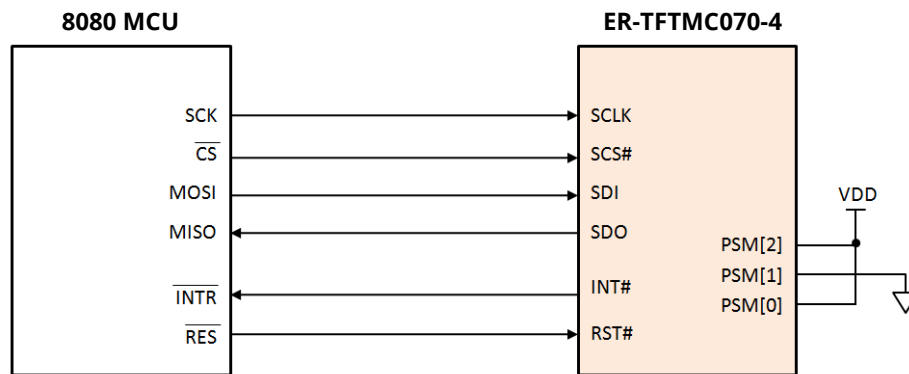 8080 MCU
ER-TFTMC070-4
SCK
SCLK
CS
SCS#
MOSI
SDI
VDD
MISO
SDO
PSM[2]
PSM[1]
INTR
INT#
PSM[0]
RES
RST#